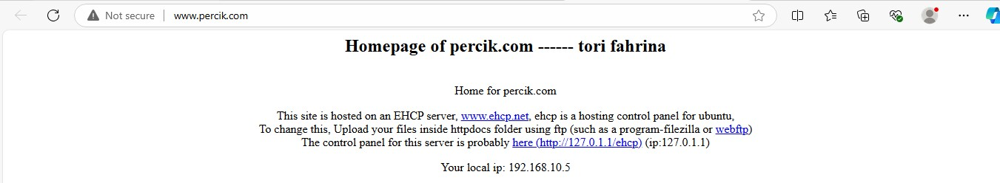 Not secure www.percik.com
Homepage of percik.com ------ tori fahrina
Home for percik.com
This site is hosted on an EHCP server, www.ehcp.net, ehcp is a hosting control panel for ubuntu,
To change this, Upload your files inside httpdocs folder using ftp (such as a program-filezilla or webftp)
The control panel for this server is probably here (http://127.0.1.1/ehcp) (ip:127.0.1.1)
Your local ip: 192.168.10.5